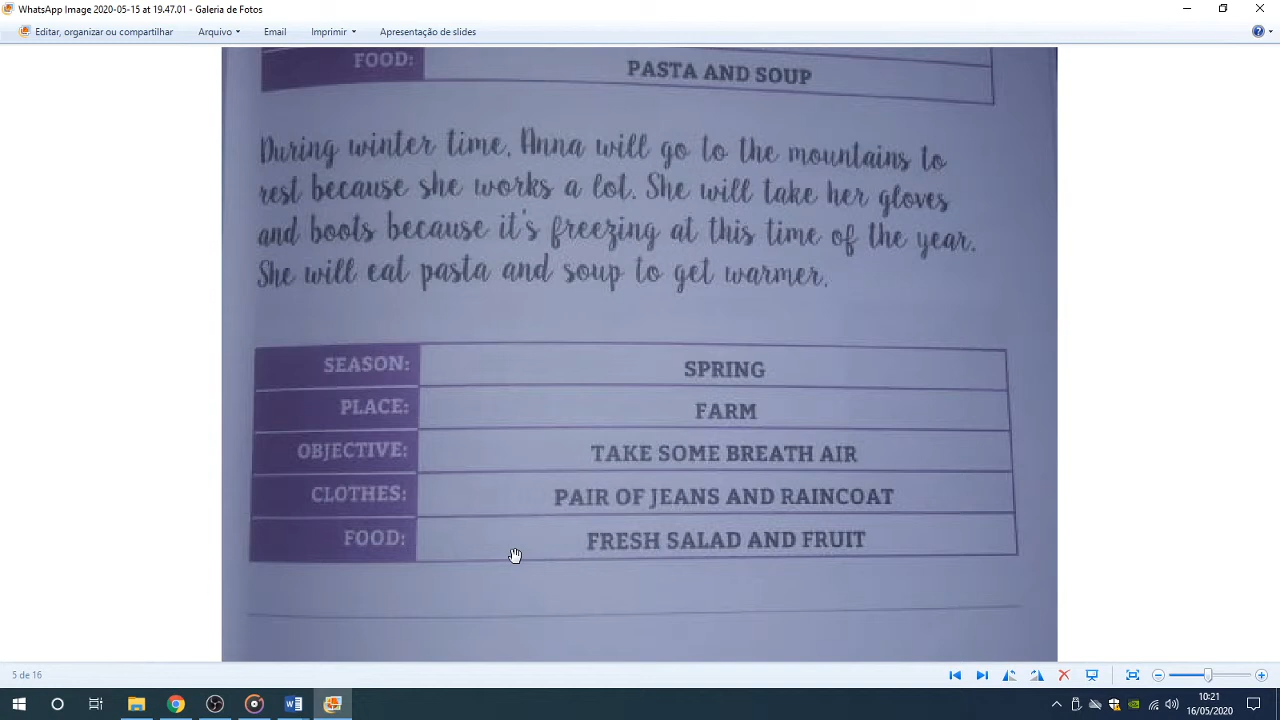 WhatsApp Image 2020-05-15 at 19.47.01 - Galeria de Fotos
Editar, organizar ou compartilhar Arquivo Email Imprimir Apresentação de slides
FOOD: PASTA AND SOUP
During winter time, Anna will go to the mountains to
rest because she works a lot. She will take her gloves
and boots because it's freezing at this time of the year.
She will eat pasta and soup to get warmer.
SEASON: SPRING
PLACE: FARM
OBJECTIVE: TAKE SOME BREATH AIR
CLOTHES: PAIR OF JEANS AND RAINCOAT
FOOD: FRESH SALAD AND FRUIT
5 de 16
10:21
16/05/2020